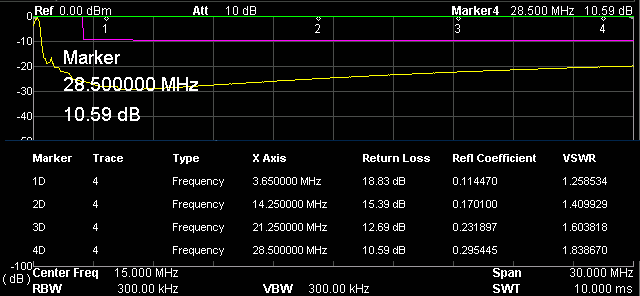 Ref 0.00 dBm Att 10 dB Marker4 28.500 MHz 10.59 dB
0
1 2 3 4
-10
Marker
-20
28.500000 MHz
-30
10.59 dB
-40
-50
Marker Trace Type X Axis Return Loss Refl Coefficient VSWR
1D 4 Frequency 3.650000 MHz 18.83 dB 0.114470 1.258534
2D 4 Frequency 14.250000 MHz 15.39 dB 0.170100 1.409929
3D 4 Frequency 21.250000 MHz 12.69 dB 0.231897 1.603818
4D 4 Frequency 28.500000 MHz 10.59 dB 0.295445 1.838670
-100
(dB)
Center Freq 15.000 MHz Span 30.000 MHz
RBW 300.00 kHz VBW 300.00 kHz SWT 10.000 ms